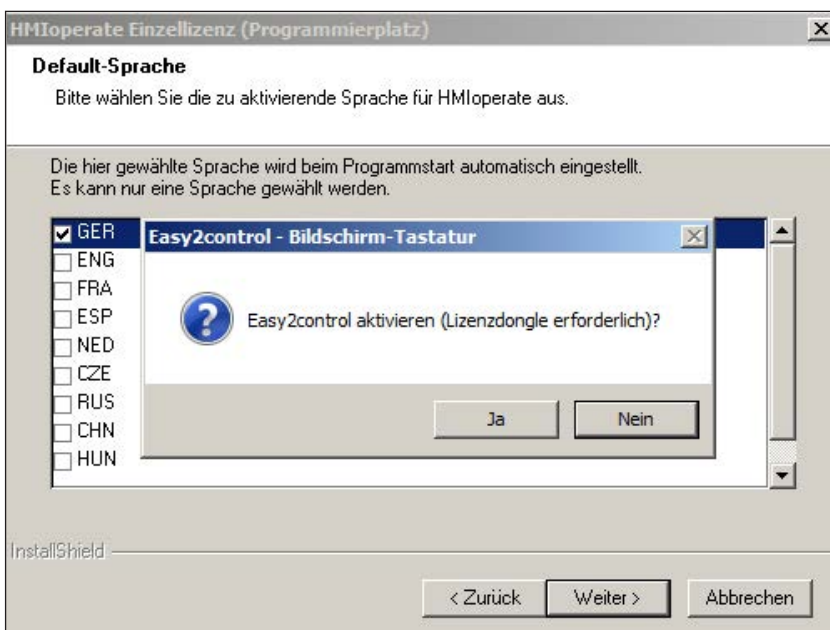 HMIoperate Einzellizenz (Programmierplatz)
Default-Sprache
Bitte wählen Sie die zu aktivierende Sprache für HMIoperate aus.
Die hier gewählte Sprache wird beim Programmstart automatisch eingestellt.
Es kann nur eine Sprache gewählt werden.
GER
ENG
FRA
ESP
NED
CZE
RUS
CHN
HUN
Easy2control - Bildschirm-Tastatur
Easy2control aktivieren (Lizenzdongle erforderlich)?
Ja
Nein
InstallShield
< Zurück
Weiter >
Abbrechen